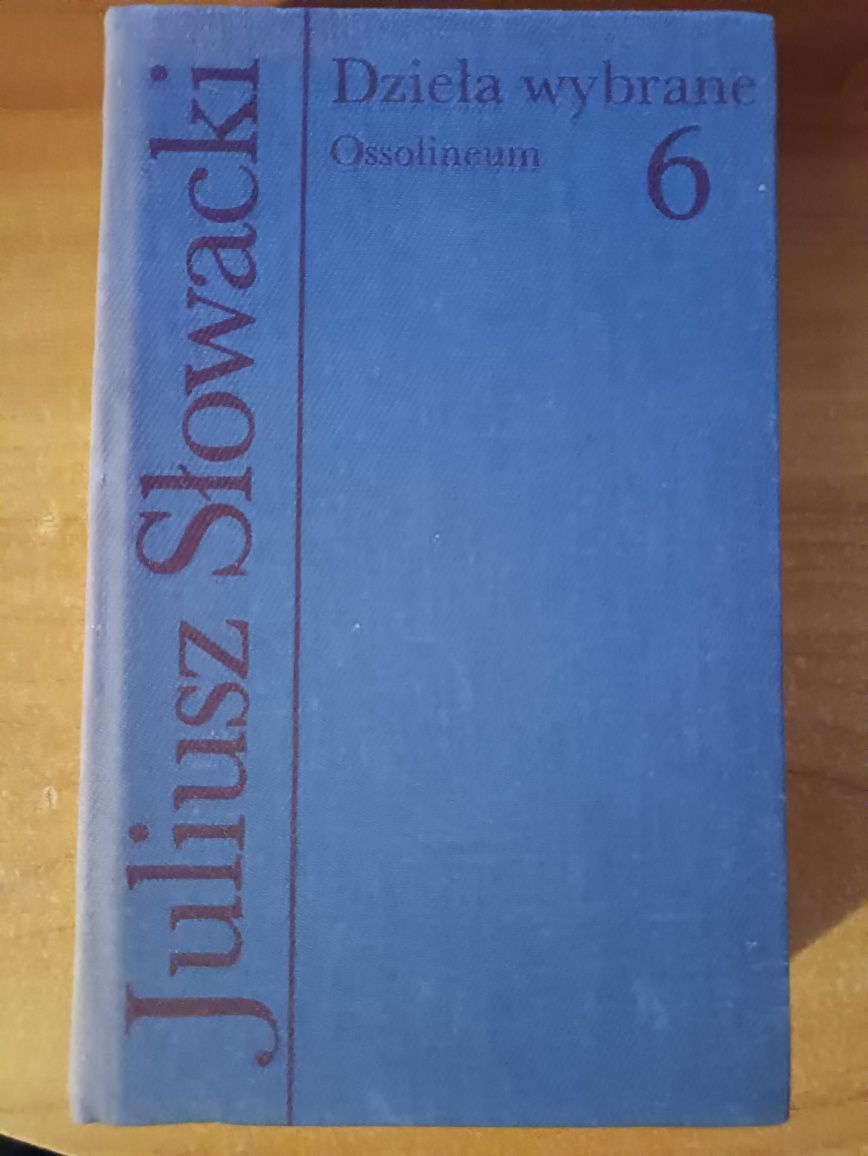 Juliusz Słowacki
Dzieła wybrane
Ossolineum
6